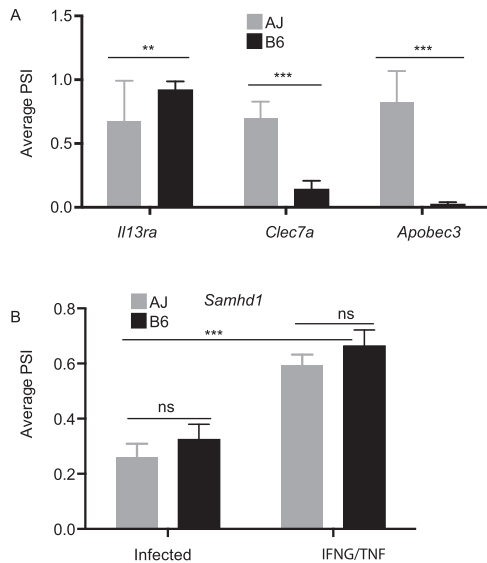 A
1.5
1.0
0.5
0.0
Average PSI
AJ
B6
**
***
***
Il13ra
Clec7a
Apobec3
B
0.8
0.6
0.4
0.2
0.0
Average PSI
AJ
B6
Samhd1
ns
***
ns
Infected
IFNG/TNF